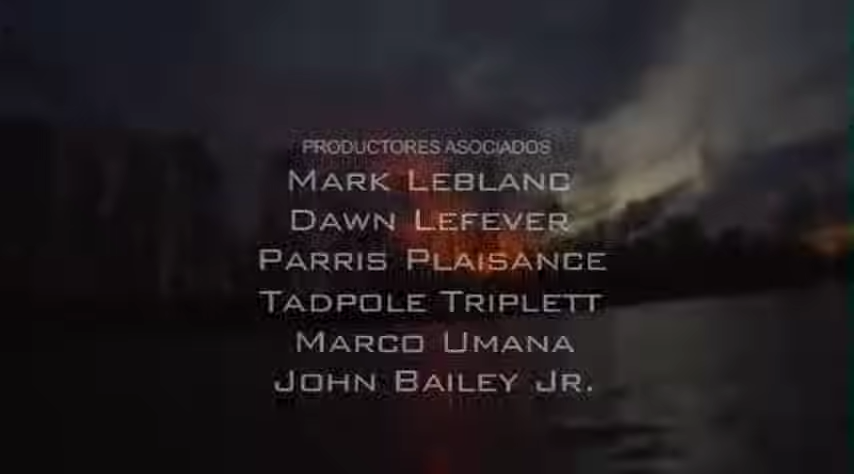 PRODUCTORES ASOCIADOS
MARK LEBLANC
DAWN LEFEVER
PARRIS PLAISANCE
TADPOLE TRIPLETT
MARCO UMANA
JOHN BAILEY JR.